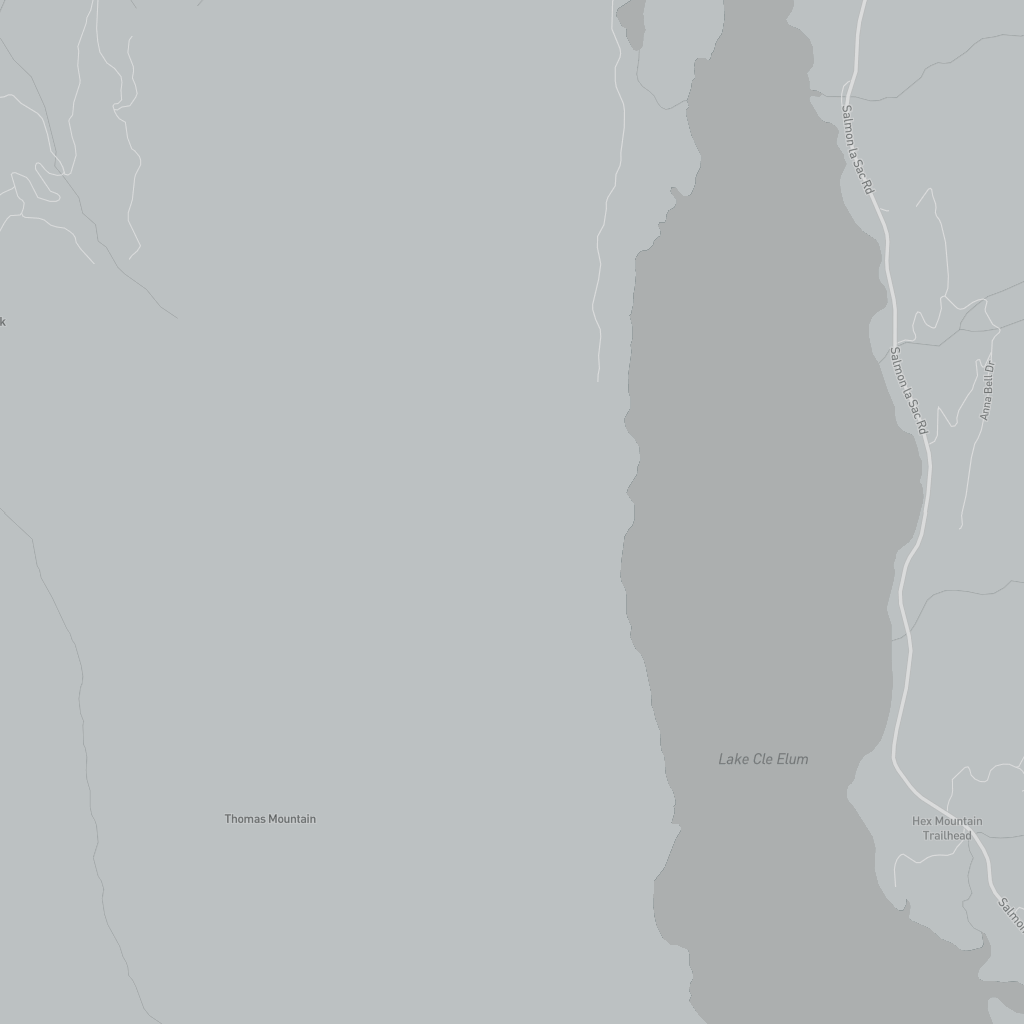 Salmon la Sac Rd
k
Salmon la Sac Rd
Anna Bell Dr
Lake Cle Elum
Thomas Mountain
Hex Mountain
Trailhead
Salmon